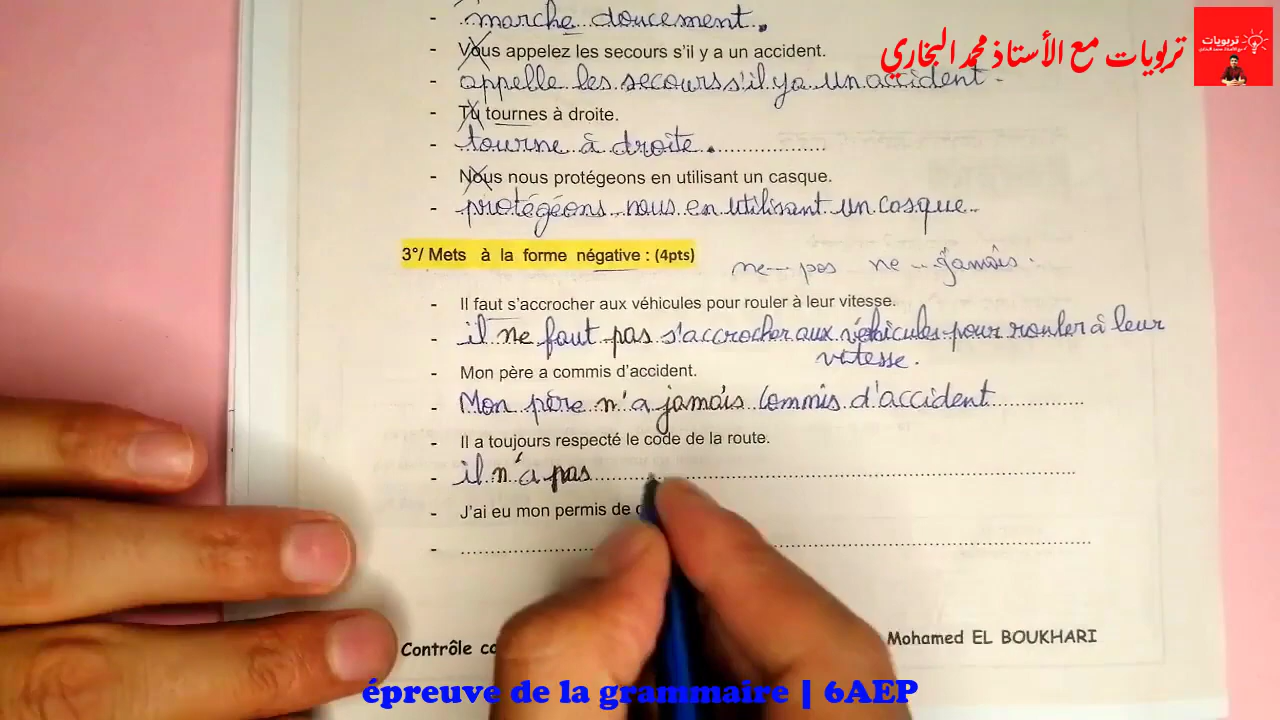 - marche doucement.
- Vous appelez les secours s'il y a un accident.
- appelle les secours s'il ya un accident.
- Tu tournes à droite.
- tourne à droite.
- Nous nous protégeons en utilisant un casque.
- protégéons nous en utilisant un casque.
3°/ Mets à la forme négative : (4pts)
ne -- pas ne -- jamais.
- Il faut s'accrocher aux véhicules pour rouler à leur vitesse.
- il ne faut pas s'accrocher aux véhicules pour rouler à leur
vitesse.
- Mon père a commis d'accident.
- Mon père n'a jamais commis d'accident
- Il a toujours respecté le code de la route.
- il n'a pas
- J'ai eu mon permis de
-
Contrôle Mohamed EL BOUKHARI
تربويات مع الأستاذ محمد البخاري
تربويات
épreuve de la grammaire | 6AEP